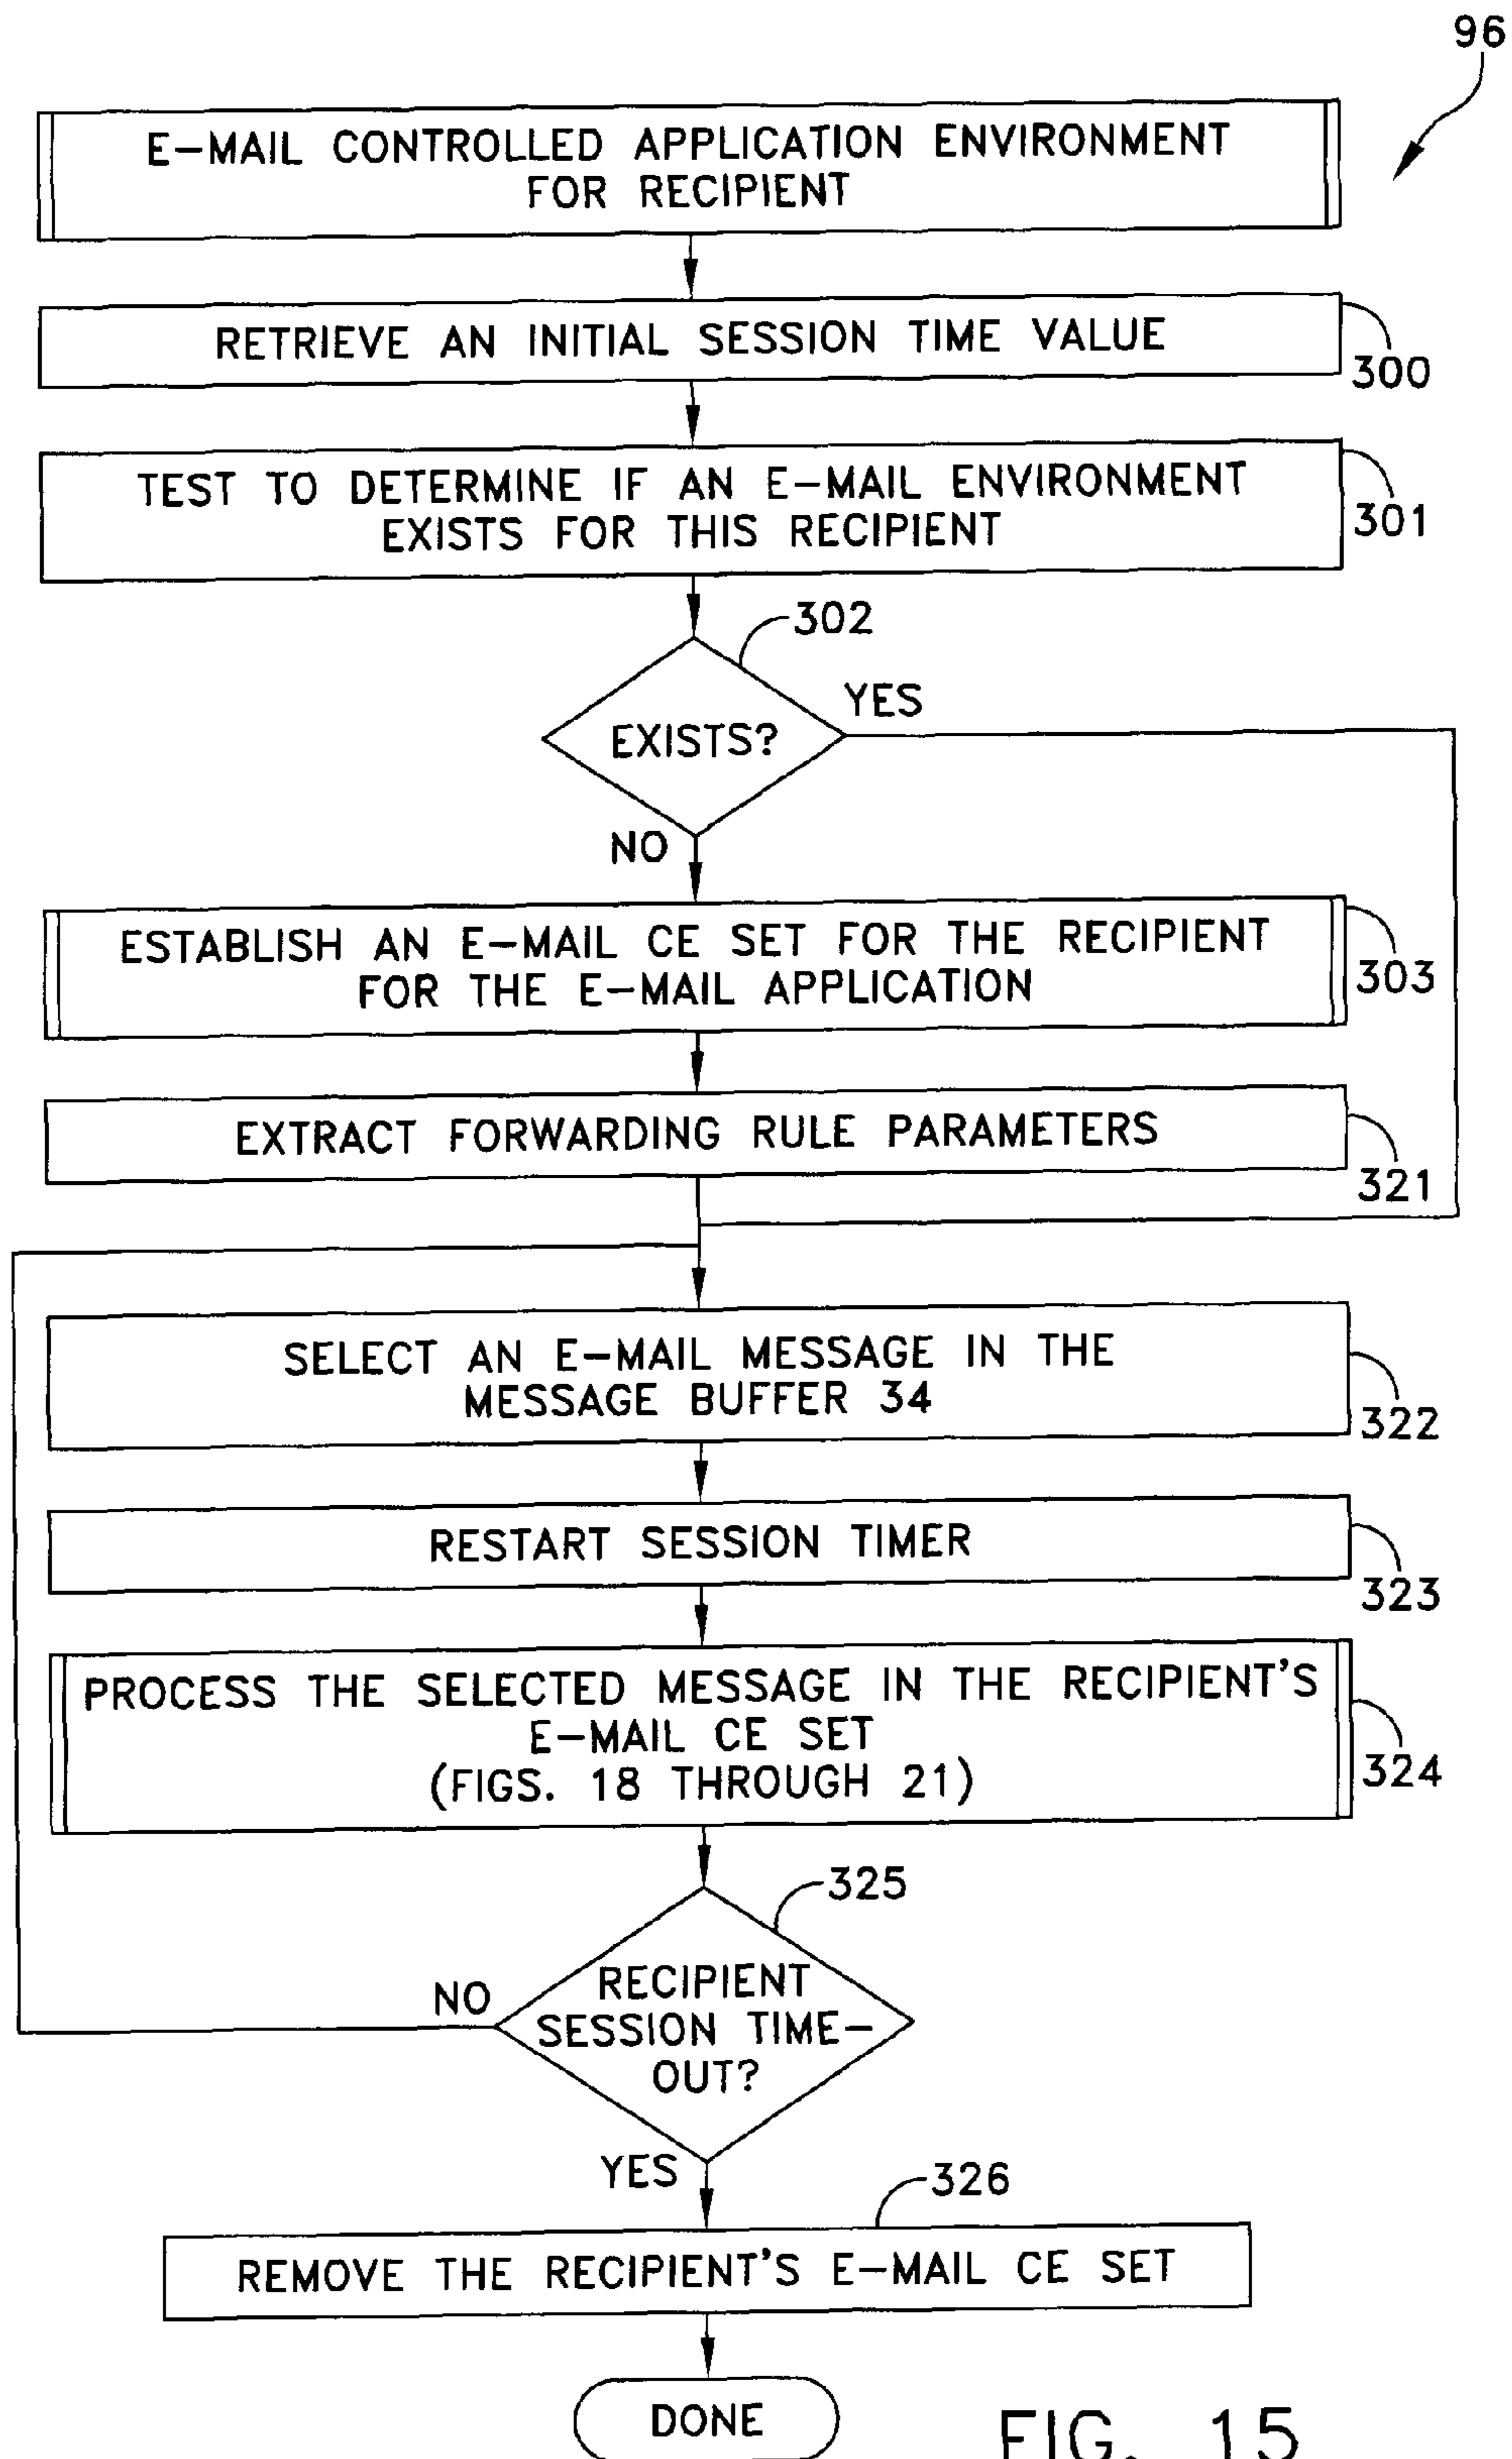 96
E-MAIL CONTROLLED APPLICATION ENVIRONMENT
FOR RECIPIENT
RETRIEVE AN INITIAL SESSION TIME VALUE
300
TEST TO DETERMINE IF AN E-MAIL ENVIRONMENT
EXISTS FOR THIS RECIPIENT
301
302
EXISTS?
YES
NO
ESTABLISH AN E-MAIL CE SET FOR THE RECIPIENT
FOR THE E-MAIL APPLICATION
303
EXTRACT FORWARDING RULE PARAMETERS
321
SELECT AN E-MAIL MESSAGE IN THE
MESSAGE BUFFER 34
322
RESTART SESSION TIMER
323
PROCESS THE SELECTED MESSAGE IN THE RECIPIENT'S
E-MAIL CE SET
(FIGS. 18 THROUGH 21)
324
325
RECIPIENT
SESSION TIME-
OUT?
NO
YES
326
REMOVE THE RECIPIENT'S E-MAIL CE SET
DONE
FIG. 15